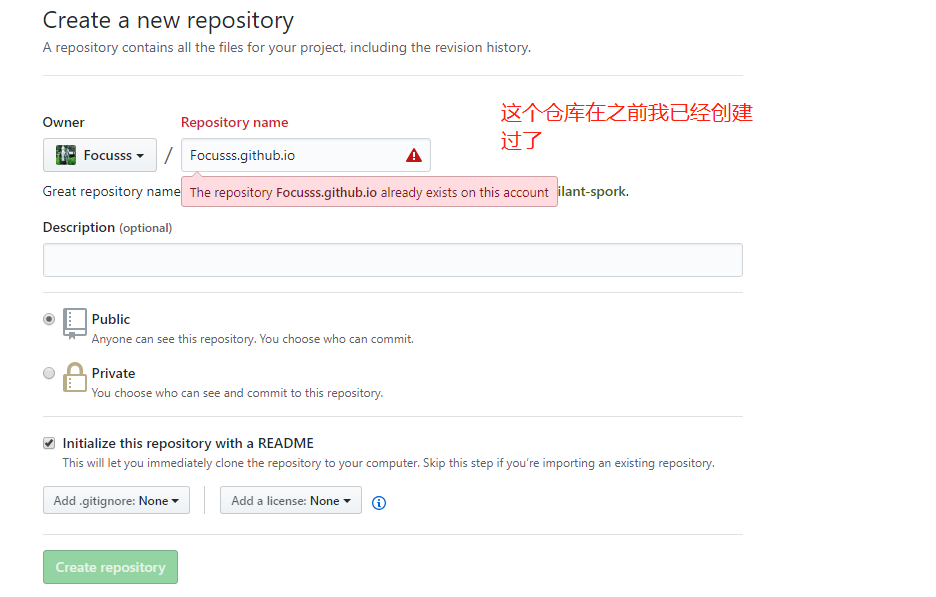 Create a new repository
A repository contains all the files for your project, including the revision history.
这个仓库在之前我已经创建
过了
Owner
Repository name
Focusss
/
Focusss.github.io
Great repository name
The repository Focusss.github.io already exists on this account
ilant-spork.
Description (optional)
Public
Anyone can see this repository. You choose who can commit.
Private
You choose who can see and commit to this repository.
Initialize this repository with a README
This will let you immediately clone the repository to your computer. Skip this step if you're importing an existing repository.
Add .gitignore: None
Add a license: None
Create repository